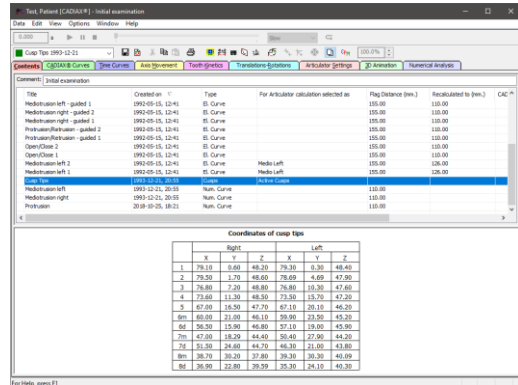 Test, Patient [CADIAX®] - Initial examination
Data Edit View Options Window Help
0.000 Slow
Cusp Tips 1993-12-21 100.0%
Contents CADIAX® Curves Time Curves Axis Movement Tooth Kinetics Translations-Rotations Articulator Settings 3D Animation Numerical Analysis
Comment: Initial examination
Title Created on Type For Articulator calculation selected as Flag Distance (mm.) Recalculated to (mm.) CAD
Mediotrusion left - guided 1 1992-05-15, 12:41 El. Curve 155.00 110.00
Mediotrusion right - guided 2 1992-05-15, 12:41 El. Curve 155.00 110.00
Mediotrusion right - guided 1 1992-05-15, 12:41 El. Curve 155.00 110.00
Protrusion/Retrusion - guided 2 1992-05-15, 12:41 El. Curve 155.00 110.00
Protrusion/Retrusion - guided 1 1992-05-15, 12:41 El. Curve 155.00 110.00
Open/Close 2 1992-05-15, 12:41 El. Curve 155.00 110.00
Open/Close 1 1992-05-15, 12:41 El. Curve 155.00 110.00
Mediotrusion left 2 1992-05-15, 12:41 El. Curve Medio Left 155.00 126.00
Mediotrusion left 1 1992-05-15, 12:41 El. Curve Medio Left 155.00 126.00
Cusp Tips 1993-12-21, 20:55 Cusps Active Cusps
Mediotrusion left 1993-12-21, 20:55 Num. Curve 110.00
Mediotrusion right 1993-12-21, 20:55 Num. Curve 110.00
Protrusion 2018-10-25, 18:21 Num. Curve 110.00
Coordinates of cusp tips
Right Left
X Y Z X Y Z
1 79.10 0.60 48.20 79.30 0.30 48.40
2 79.50 1.70 48.60 78.69 4.69 47.90
3 76.80 7.20 48.80 76.80 10.30 47.60
4 73.60 11.30 48.50 73.50 15.70 47.20
5 67.00 16.50 47.70 67.10 20.10 46.20
6m 60.00 21.00 46.10 59.90 23.50 45.20
6d 56.50 15.90 46.80 57.10 19.00 45.90
7m 47.00 18.29 44.40 50.40 27.90 44.20
7d 51.50 24.60 44.70 46.30 21.00 43.80
8m 38.70 30.20 37.80 39.30 30.30 40.09
8d 36.90 22.80 39.59 35.30 24.10 40.30
For Help, press F1